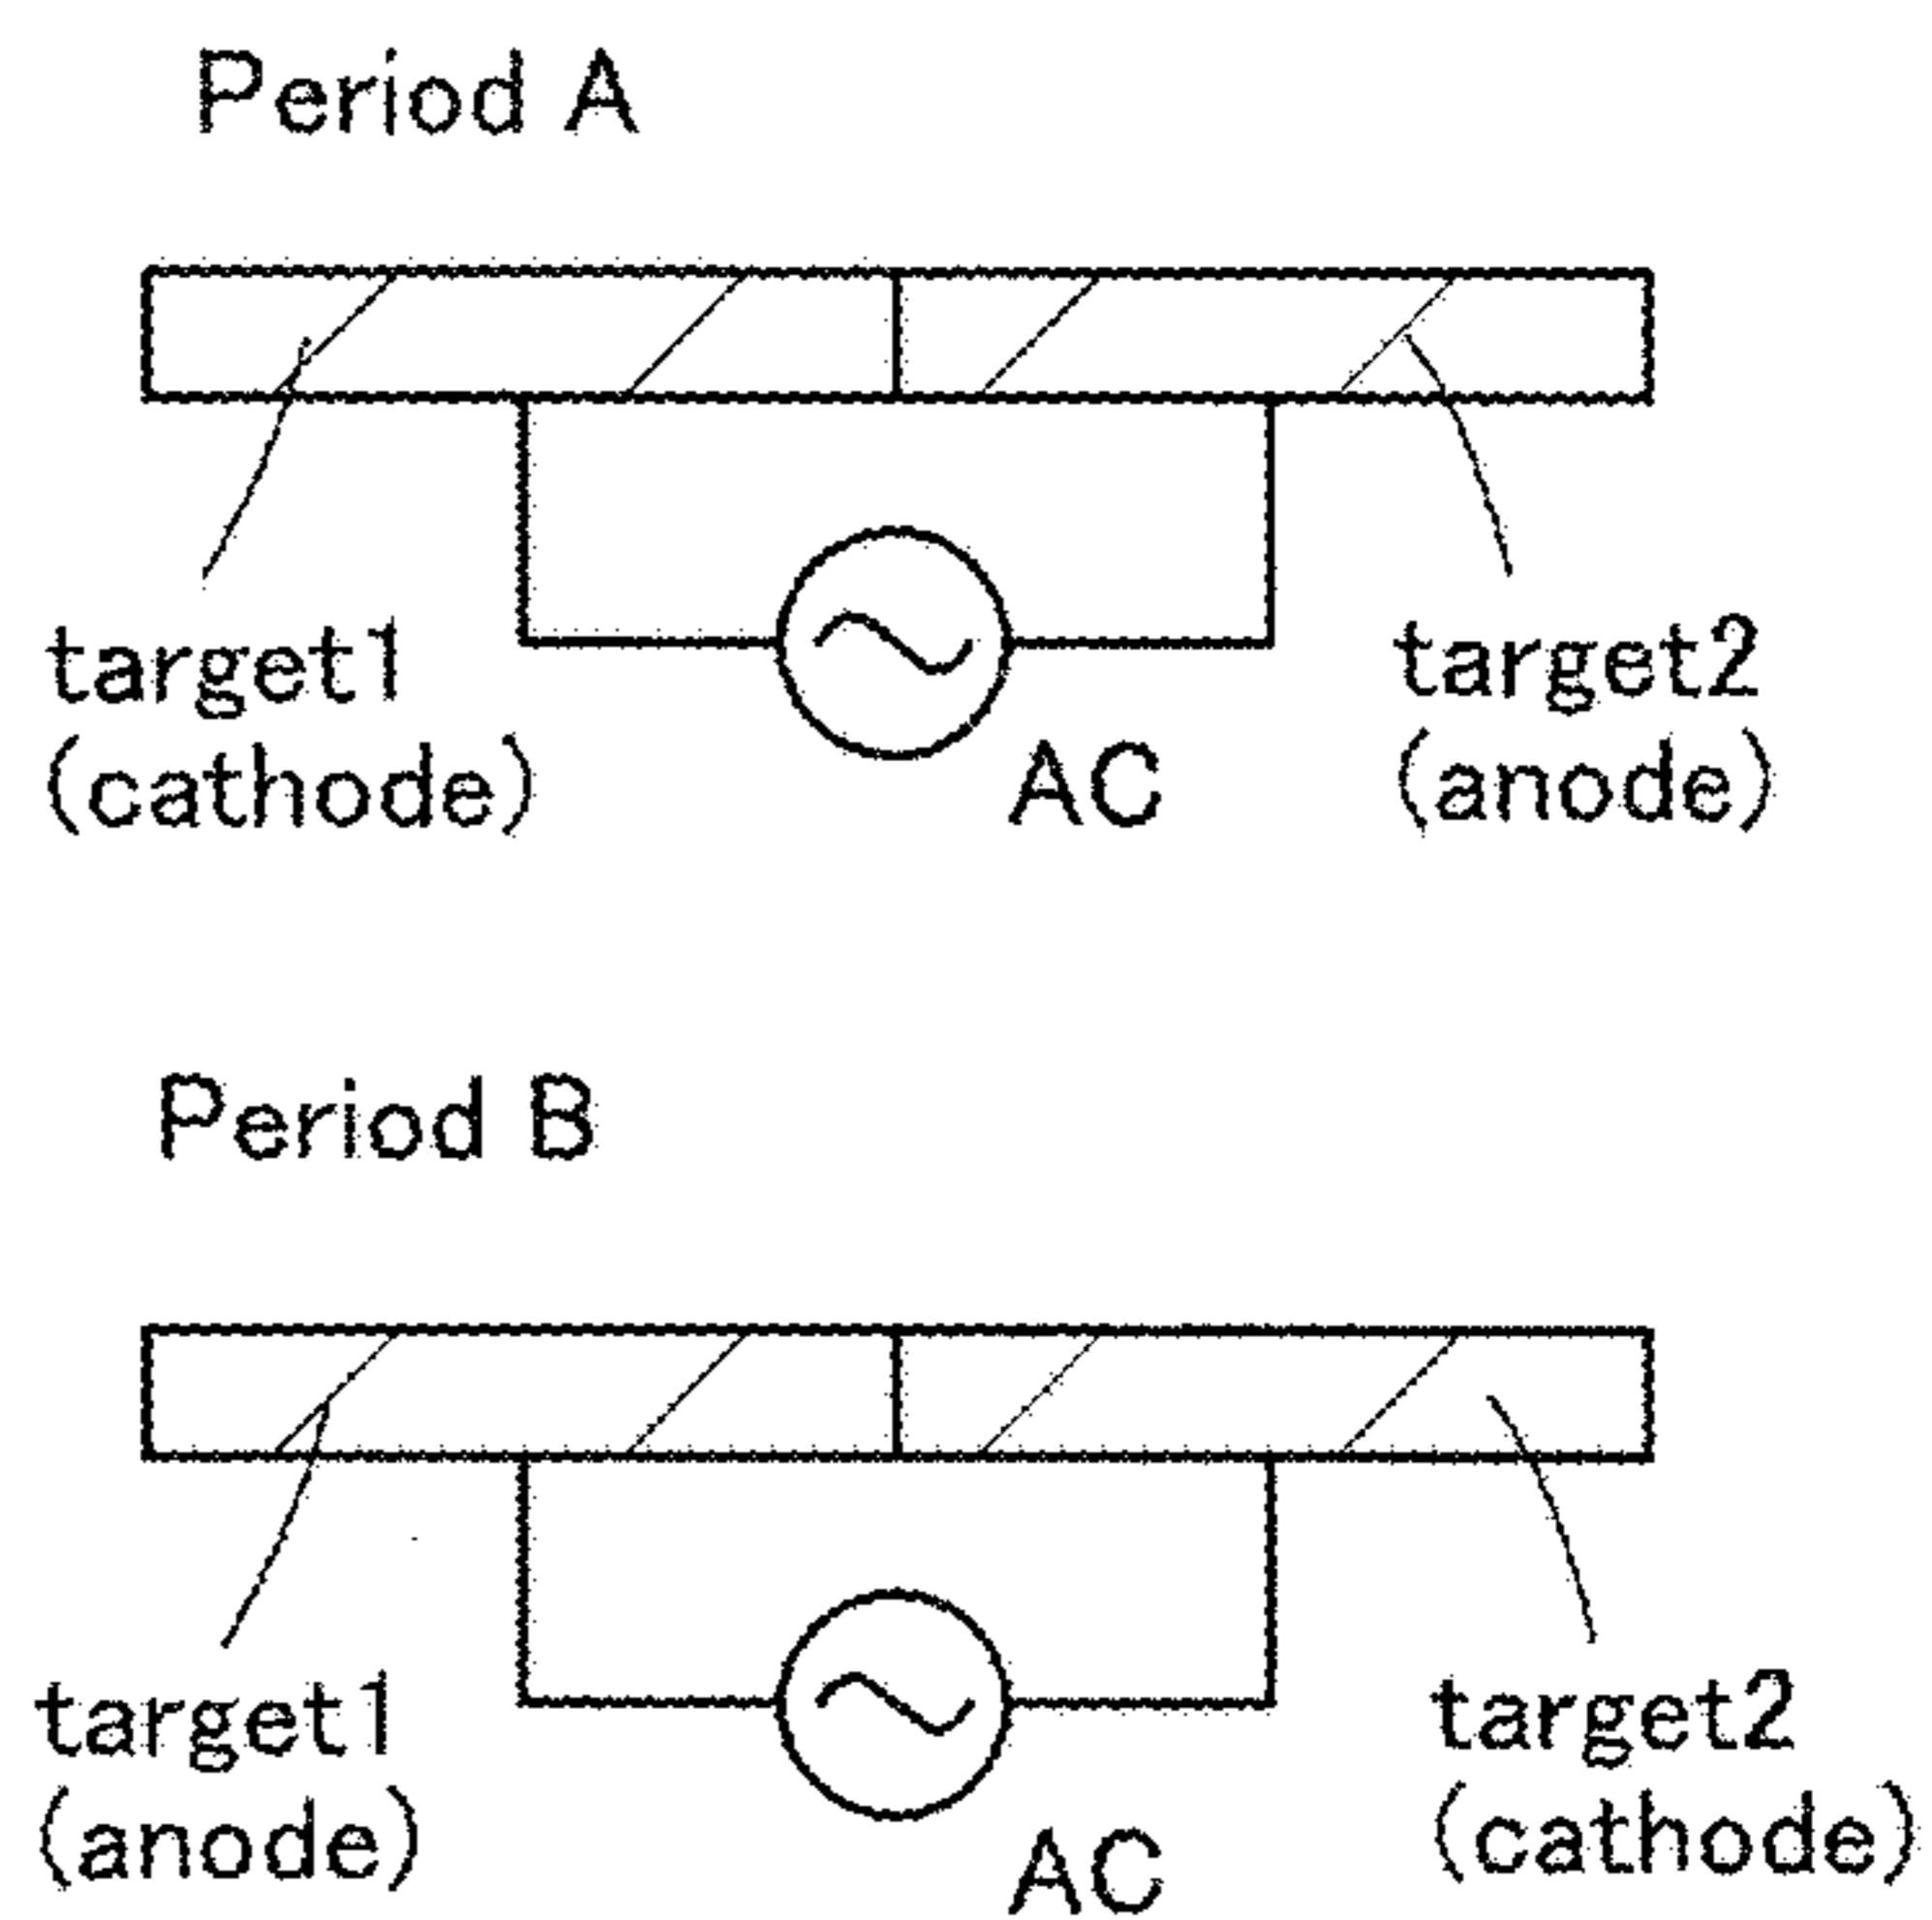 Period A
target1
(cathode)
AC
target2
(anode)
Period B
target1
(anode)
AC
target2
(cathode)